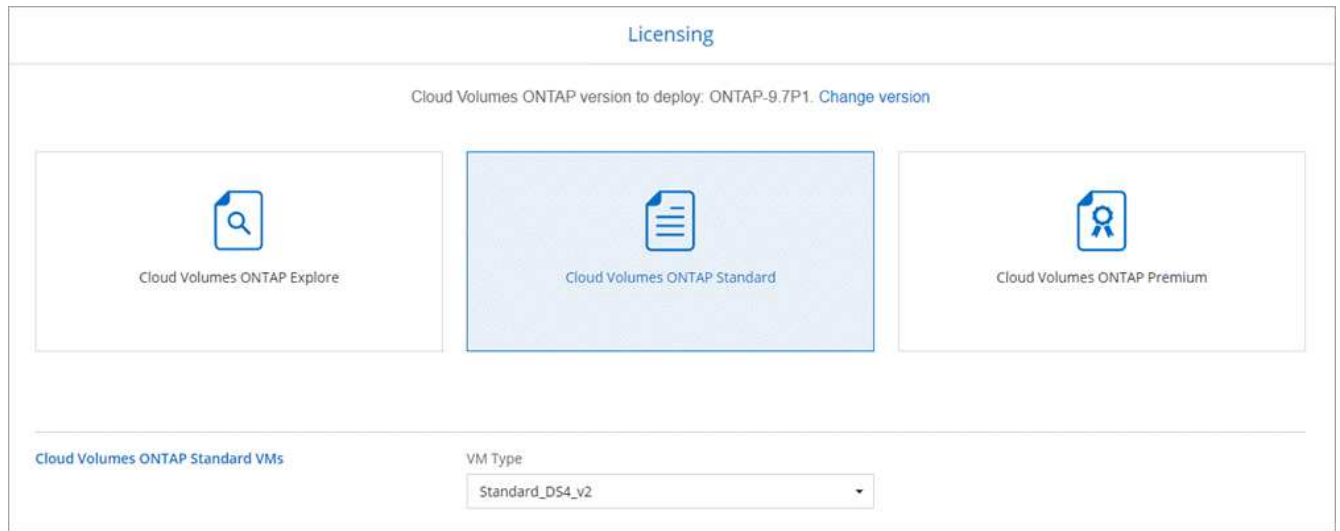 Licensing
Cloud Volumes ONTAP version to deploy: ONTAP-9.7P1. Change version
Cloud Volumes ONTAP Explore
Cloud Volumes ONTAP Standard
Cloud Volumes ONTAP Premium
Cloud Volumes ONTAP Standard VMs
VM Type
Standard_DS4_v2